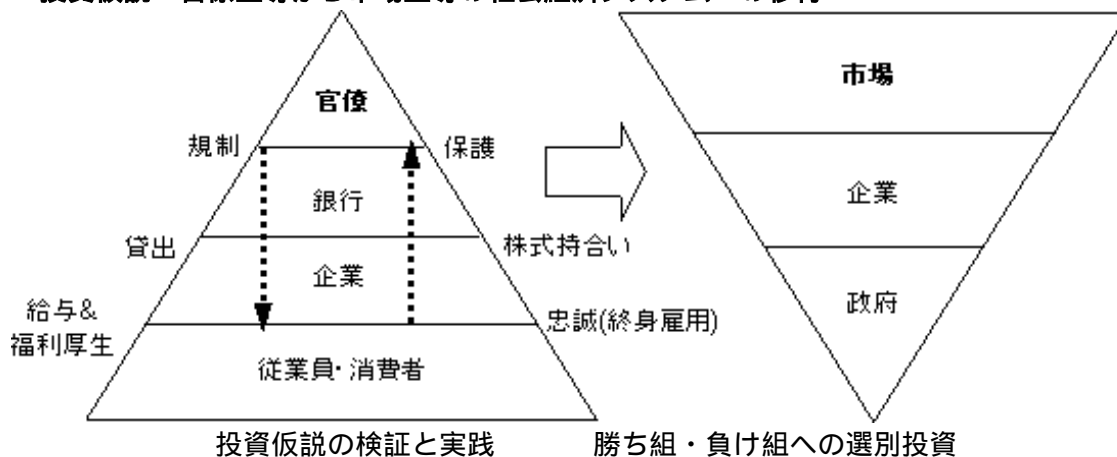 官僚
市場
規制
保護
銀行
企業
貸出
株式持合い
企業
給与&
福利厚生
忠誠(終身雇用)
政府
従業員・消費者
投資仮説の検証と実践
勝ち組・負け組への選別投資